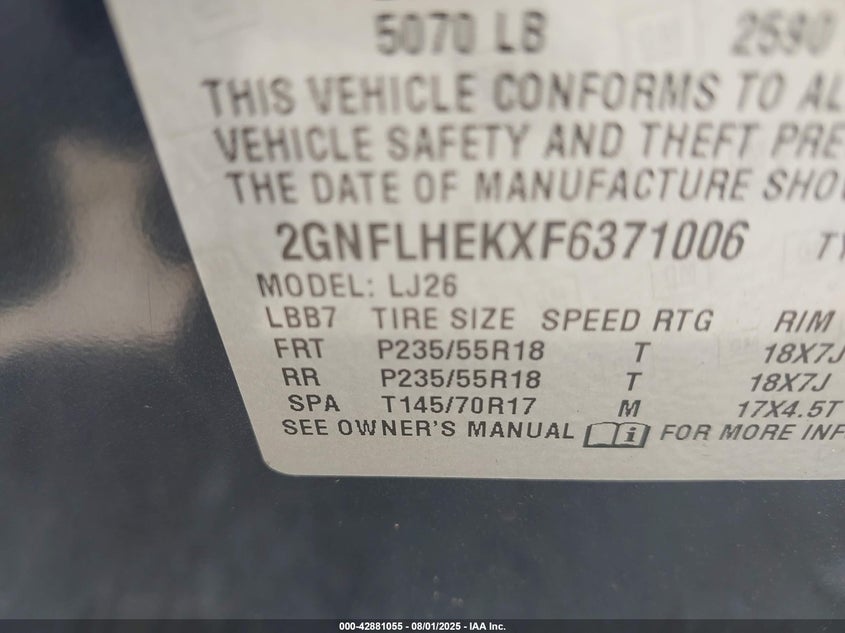 5070 LB 2590
THIS VEHICLE CONFORMS TO AL
VEHICLE SAFETY AND THEFT PRE
THE DATE OF MANUFACTURE SHO
2GNFLHEKXF6371006 TY
MODEL: LJ26
LBB7 TIRE SIZE SPEED RTG RIM
FRT P235/55R18 T 18X7J
RR P235/55R18 T 18X7J
SPA T145/70R17 M 17X4.5T
SEE OWNER'S MANUAL i FOR MORE INF
000-42881055 - 08/01/2025 - IAA Inc.